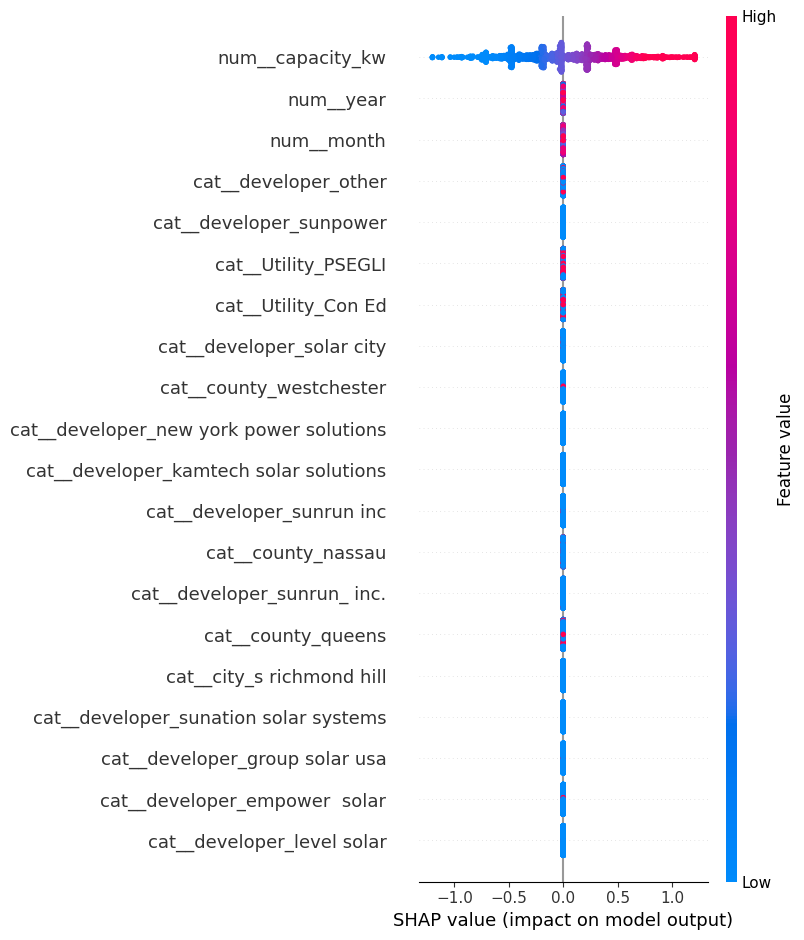 High
num__capacity_kw
num__year
num__month
cat__developer_other
cat__developer_sunpower
cat__Utility_PSEGLI
cat__Utility_Con Ed
cat__developer_solar city
cat__county_westchester
cat__developer_new york power solutions
cat__developer_kamtech solar solutions
cat__developer_sunrun inc
cat__county_nassau
cat__developer_sunrun_ inc.
cat__county_queens
cat__city_s richmond hill
cat__developer_sunation solar systems
cat__developer_group solar usa
cat__developer_empower  solar
cat__developer_level solar
Feature value
Low
−1.0 −0.5 0.0 0.5 1.0
SHAP value (impact on model output)